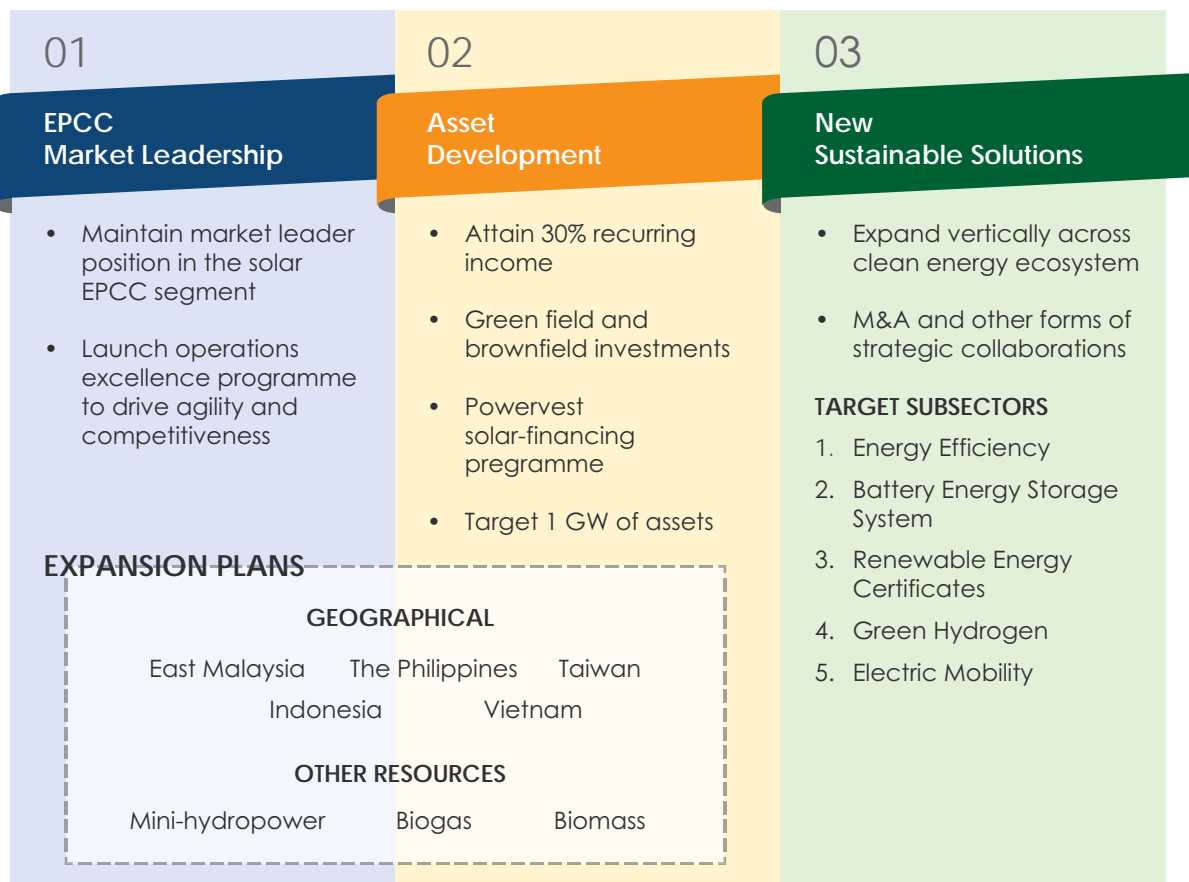 01
EPCC
Market Leadership
• Maintain market leader
position in the solar
EPCC segment
• Launch operations
excellence programme
to drive agility and
competitiveness
02
Asset
Development
• Attain 30% recurring
income
• Green field and
brownfield investments
• Powervest
solar-financing
pregramme
• Target 1 GW of assets
EXPANSION PLANS
GEOGRAPHICAL
East Malaysia The Philippines Taiwan
Indonesia Vietnam
OTHER RESOURCES
Mini-hydropower Biogas Biomass
03
New
Sustainable Solutions
• Expand vertically across
clean energy ecosystem
• M&A and other forms of
strategic collaborations
TARGET SUBSECTORS
1. Energy Efficiency
2. Battery Energy Storage
System
3. Renewable Energy
Certificates
4. Green Hydrogen
5. Electric Mobility